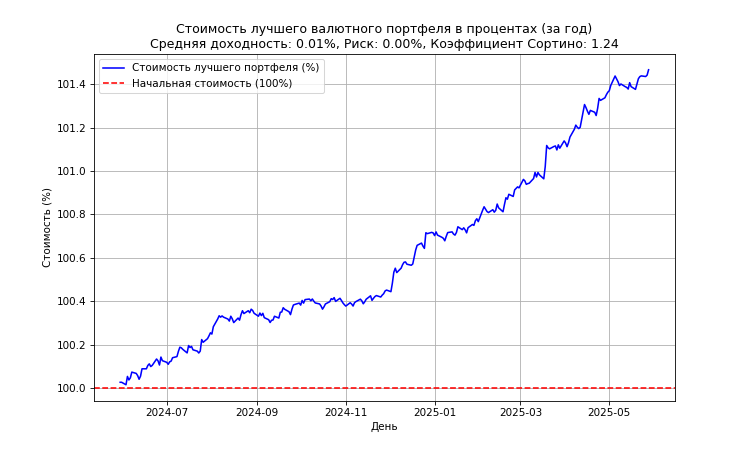 Стоимость лучшего валютного портфеля в процентах (за год)
Средняя доходность: 0.01%, Риск: 0.00%, Коэффициент Сортино: 1.24
Стоимость лучшего портфеля (%)
Начальная стоимость (100%)
Стоимость (%)
101.4
101.2
101.0
100.8
100.6
100.4
100.2
100.0
2024-07
2024-09
2024-11
2025-01
2025-03
2025-05
День